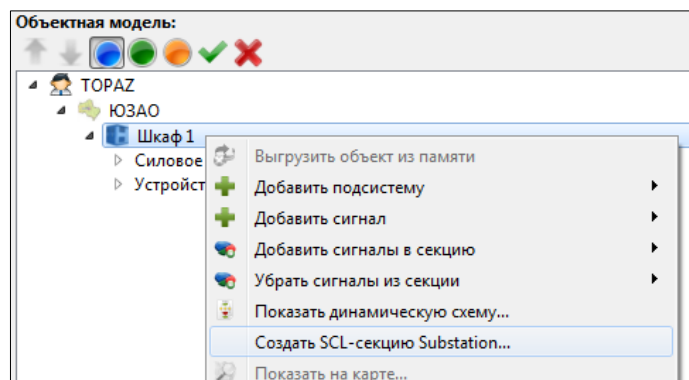 Объектная модель:
TOPAZ
ЮЗАО
Шкаф 1
Силовое
Устройст
Выгрузить объект из памяти
Добавить подсистему
Добавить сигнал
Добавить сигналы в секцию
Убрать сигналы из секции
Показать динамическую схему...
Создать SCL-секцию Substation...
Показать на карте...